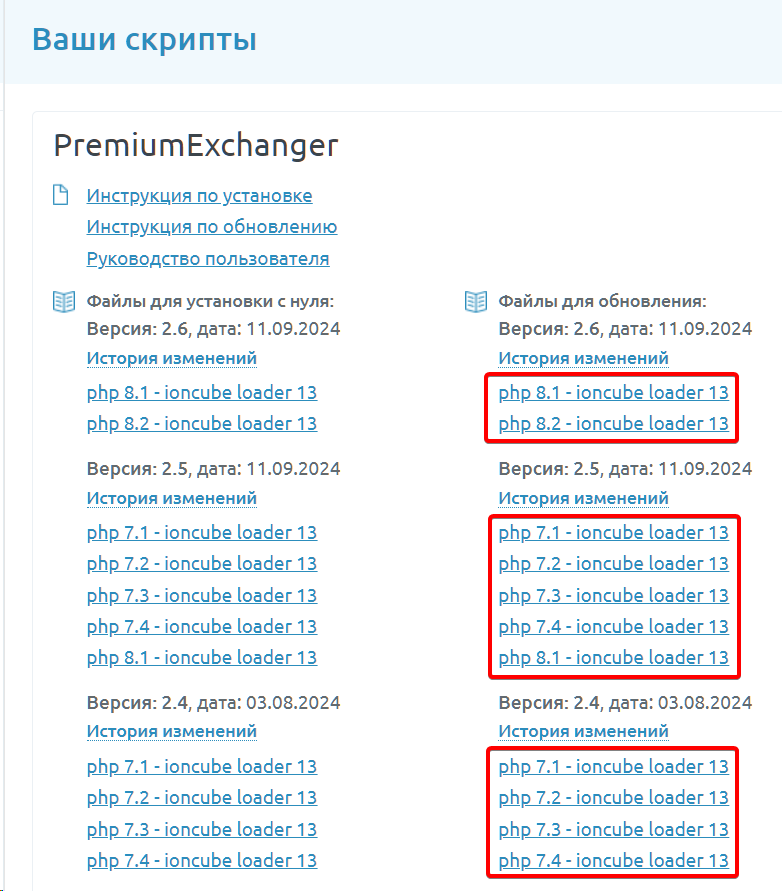 Ваши скрипты
PremiumExchanger
Инструкция по установке
Инструкция по обновлению
Руководство пользователя
Файлы для установки с нуля:
Версия: 2.6, дата: 11.09.2024
История изменений
php 8.1 - ioncube loader 13
php 8.2 - ioncube loader 13
Версия: 2.5, дата: 11.09.2024
История изменений
php 7.1 - ioncube loader 13
php 7.2 - ioncube loader 13
php 7.3 - ioncube loader 13
php 7.4 - ioncube loader 13
php 8.1 - ioncube loader 13
Версия: 2.4, дата: 03.08.2024
История изменений
php 7.1 - ioncube loader 13
php 7.2 - ioncube loader 13
php 7.3 - ioncube loader 13
php 7.4 - ioncube loader 13
Файлы для обновления:
Версия: 2.6, дата: 11.09.2024
История изменений
php 8.1 - ioncube loader 13
php 8.2 - ioncube loader 13
Версия: 2.5, дата: 11.09.2024
История изменений
php 7.1 - ioncube loader 13
php 7.2 - ioncube loader 13
php 7.3 - ioncube loader 13
php 7.4 - ioncube loader 13
php 8.1 - ioncube loader 13
Версия: 2.4, дата: 03.08.2024
История изменений
php 7.1 - ioncube loader 13
php 7.2 - ioncube loader 13
php 7.3 - ioncube loader 13
php 7.4 - ioncube loader 13